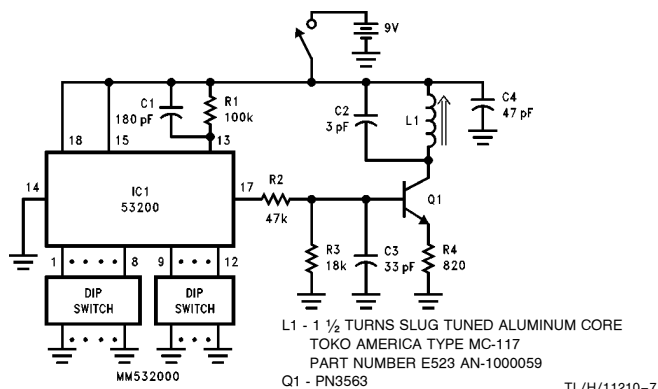 9V
C1
180 pF
R1
100k
C2
3 pF
L1
C4
47 pF
18
15
13
14
IC1
53200
17
R2
47k
Q1
R3
18k
C3
33 pF
R4
820
1
8
9
12
DIP
SWITCH
DIP
SWITCH
MM532000
L1 - 1 ½ TURNS SLUG TUNED ALUMINUM CORE
TOKO AMERICA TYPE MC-117
PART NUMBER E523 AN-1000059
Q1 - PN3563
TL/H/11210-7